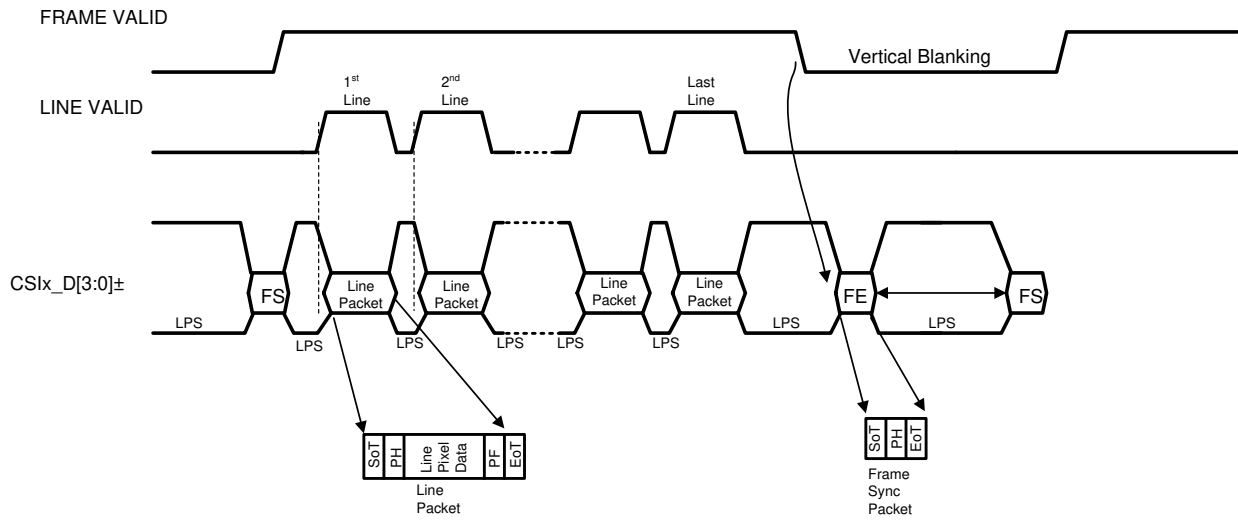 FRAME VALID
Vertical Blanking
1st
Line
2nd
Line
Last
Line
LINE VALID
CSIx_D[3:0]±
FS
Line
Packet
Line
Packet
Line
Packet
Line
Packet
FE
FS
LPS
LPS
LPS
LPS
LPS
LPS
LPS
LPS
SoT
PH
Line
Pixel
Data
PF
EoT
Line
Packet
SoT
PH
EoT
Frame
Sync
Packet